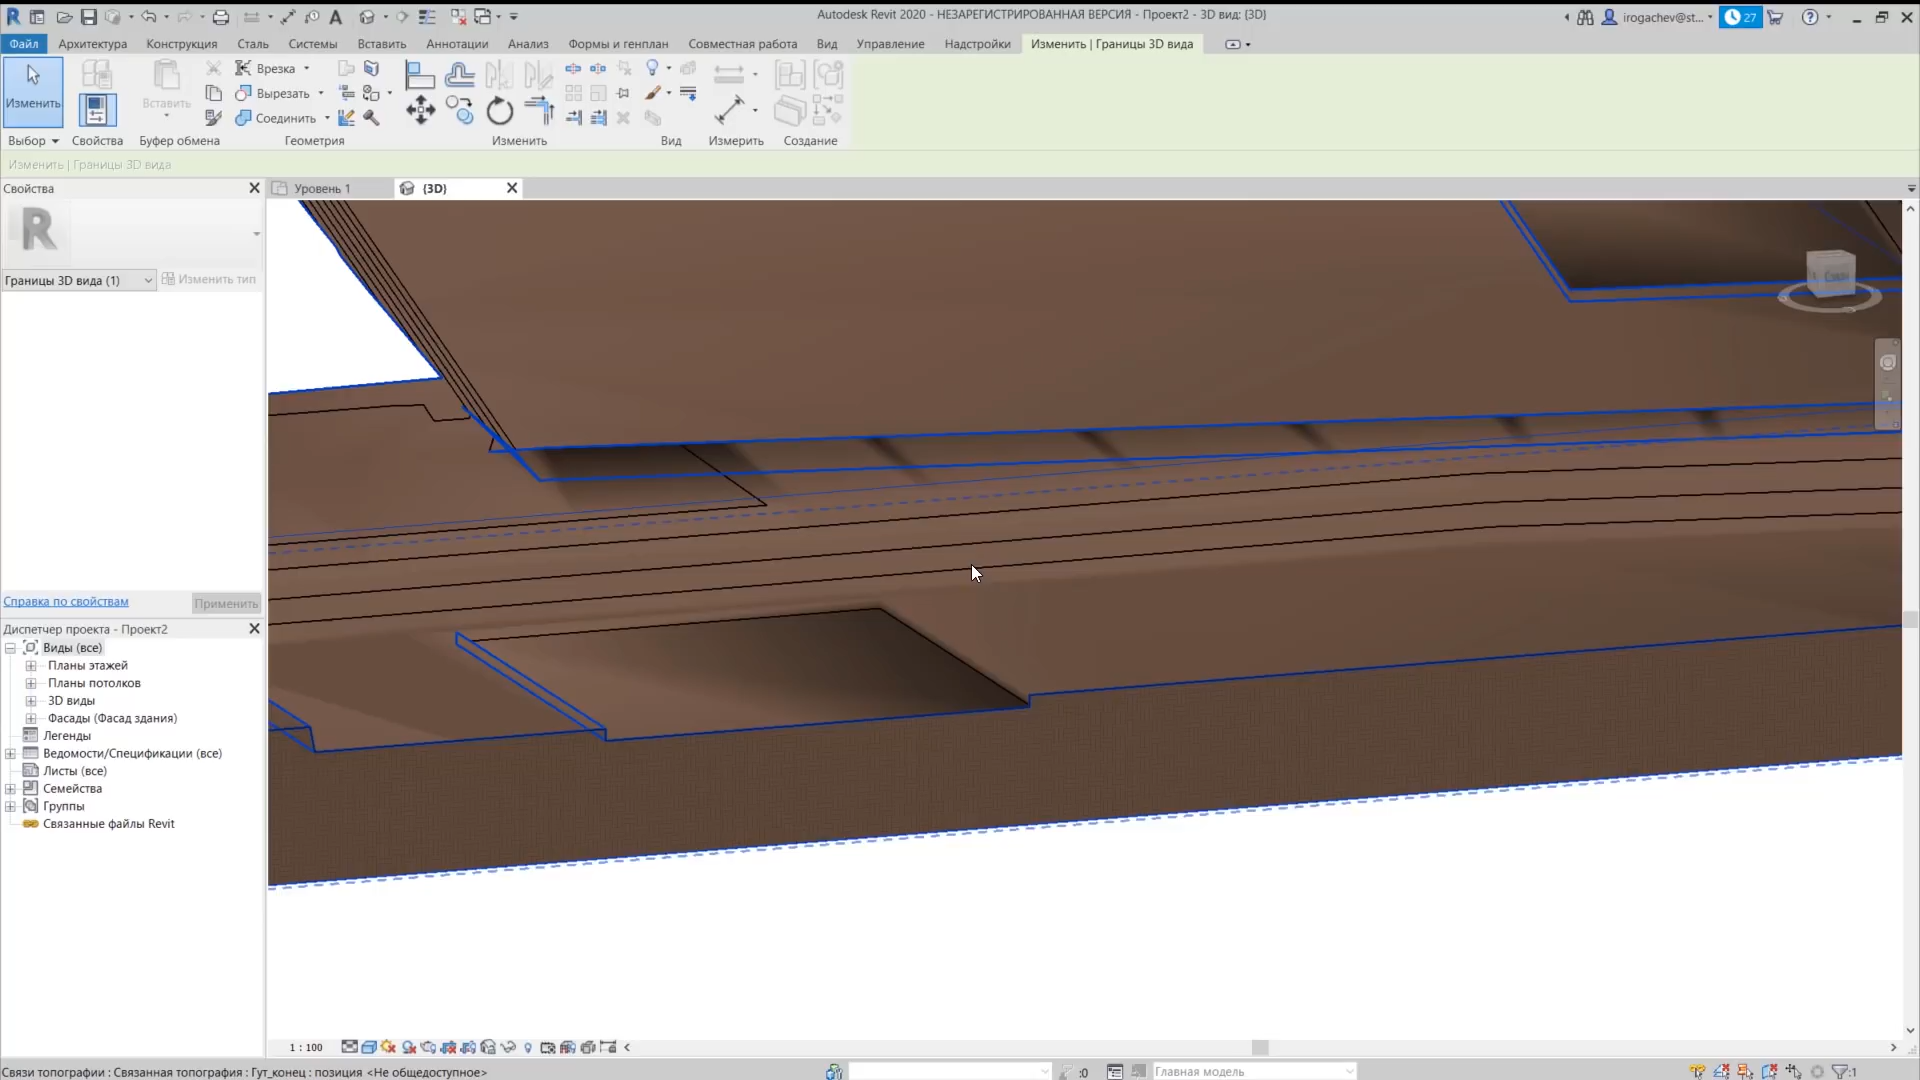 Autodesk Revit 2020 - НЕЗАРЕГИСТРИРОВАННАЯ ВЕРСИЯ - Проект2 - 3D вид: {3D}
irogachev@st...
27
Файл Архитектура Конструкция Сталь Системы Вставить Аннотации Анализ Формы и генплан Совместная работа Вид Управление Надстройки Изменить | Границы 3D вида
Изменить
Вставить
Врезка
Вырезать
Соединить
Выбор Свойства Буфер обмена Геометрия Изменить Вид Измерить Создание
Изменить | Границы 3D вида
Свойства
Уровень 1
{3D}
R
Границы 3D вида (1)
Изменить тип
Справка по свойствам
Применить
Диспетчер проекта - Проект2
Виды (все)
Планы этажей
Планы потолков
3D виды
Фасады (Фасад здания)
Легенды
Ведомости/Спецификации (все)
Листы (все)
Семейства
Группы
Связанные файлы Revit
1 : 100
Связи топографии : Связанная топография : Гут_конец : позиция <Не общедоступное>
:0
Главная модель
:1